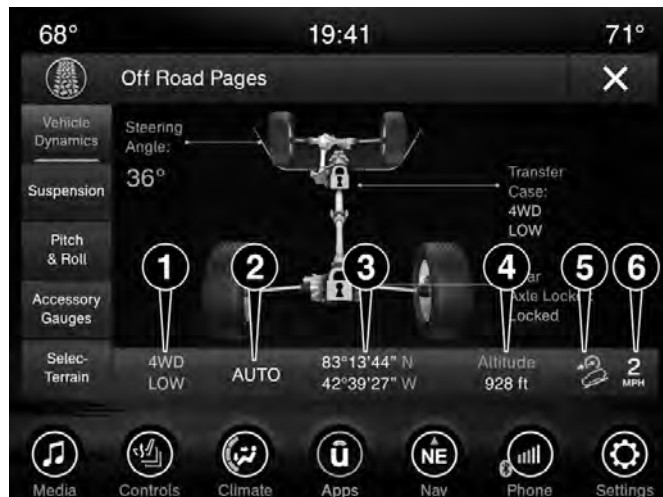 68°
19:41
71°
Off Road Pages
X
Vehicle
Dynamics
Suspension
Pitch
& Roll
Accessory
Gauges
Selec-
Terrain
Steering
Angle:
36°
Transfer
Case:
4WD
LOW
Axle Locker:
Locked
1
2
3
4
5
6
4WD
LOW
AUTO
83°13'44" N
42°39'27" W
Altitude
928 ft
2
MPH
Media
Controls
Climate
ū
Apps
NE
Nav
Phone
Settings